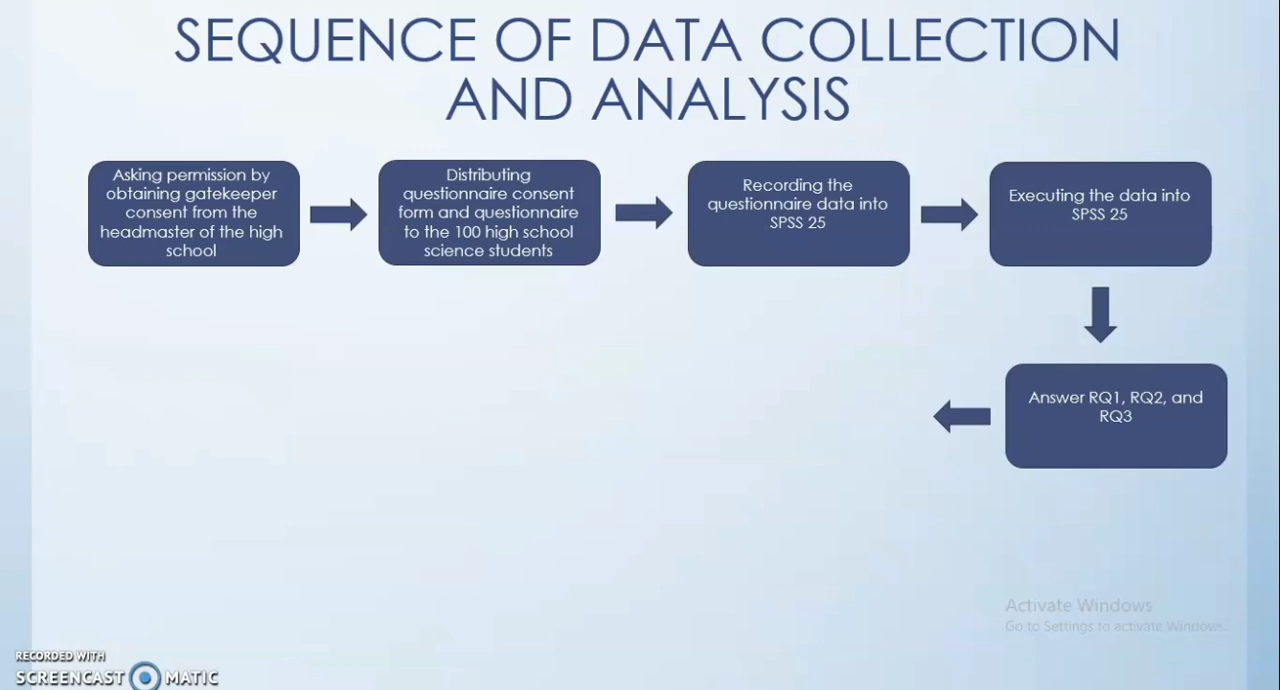 SEQUENCE OF DATA COLLECTION
AND ANALYSIS
Asking permission by
obtaining gatekeeper
consent from the
headmaster of the high
school
Distributing
questionnaire consent
form and questionnaire
to the 100 high school
science students
Recording the
questionnaire data into
SPSS 25
Executing the data into
SPSS 25
Answer RQ1, RQ2, and
RQ3
Activate Windows
Go to Settings to activate Windows.
RECORDED WITH
SCREENCAST MATIC